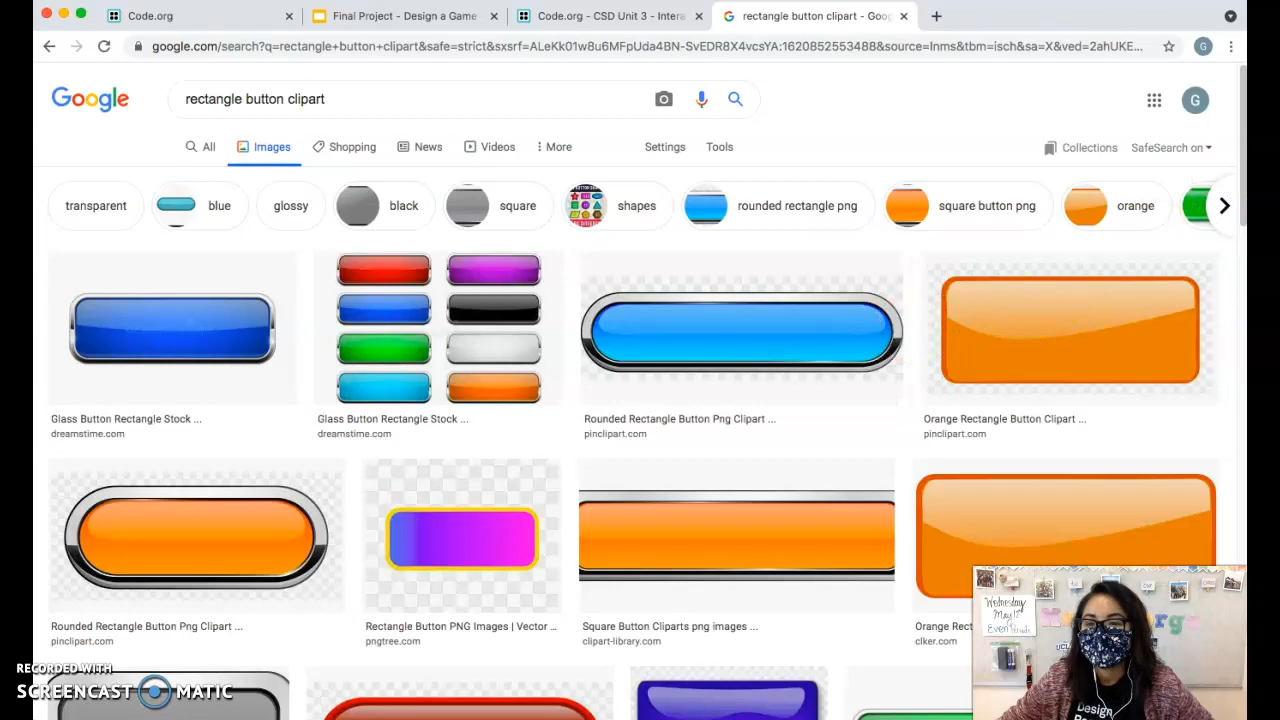 Code.org
Final Project - Design a Game
Code.org - CSD Unit 3 - Intera
rectangle button clipart - Goog
google.com/search?q=rectangle+button+clipart&safe=strict&sxsrf=ALeKk01w8u6MFpUda4BN-SvEDR8X4vcsYA:1620852553488&source=lnms&tbm=isch&sa=X&ved=2ahUKE...
G
Google
rectangle button clipart
G
All
Images
Shopping
News
Videos
More
Settings
Tools
Collections
SafeSearch on
transparent
blue
glossy
black
square
shapes
rounded rectangle png
square button png
orange
Glass Button Rectangle Stock ...
dreamstime.com
Glass Button Rectangle Stock ...
dreamstime.com
Rounded Rectangle Button Png Clipart ...
pinclipart.com
Orange Rectangle Button Clipart ...
pinclipart.com
Rounded Rectangle Button Png Clipart ...
pinclipart.com
Rectangle Button PNG Images | Vector ...
pngtree.com
Square Button Cliparts png images ...
clipart-library.com
Orange Rect
clker.com
Wednesday
May 12
Even Periods
UCL
Design
RECORDED WITH
SCREENCAST MATIC